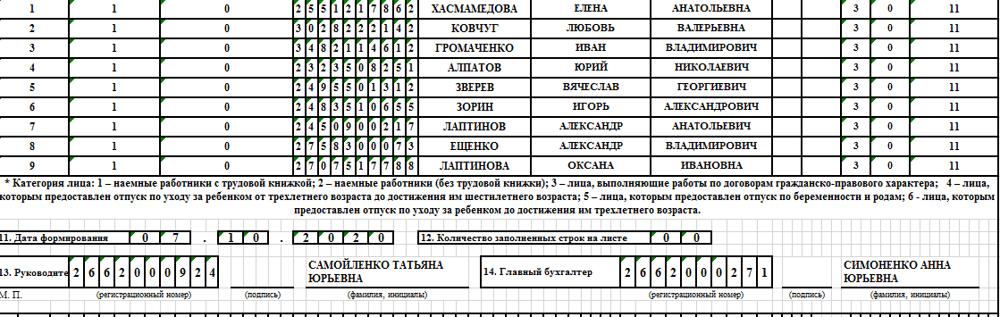 1 1 0 2551217862 ХАСМАМЕДОВА ЕЛЕНА АНАТОЛЬЕВНА 3 0 11
2 1 0 3028222142 КОВЧУГ ЛЮБОВЬ ВАЛЕРЬЕВНА 3 0 11
3 1 0 3482114612 ГРОМАЧЕНКО ИВАН ВЛАДИМИРОВИЧ 3 0 11
4 1 0 2323508251 АЛПАТОВ ЮРИЙ НИКОЛАЕВИЧ 3 0 11
5 1 0 2495501312 ЗВЕРЕВ ВЯЧЕСЛАВ ГЕОРГИЕВИЧ 3 0 11
6 1 0 2483510655 ЗОРИН ИГОРЬ АЛЕКСАНДРОВИЧ 3 0 11
7 1 0 2450900217 ЛАПТИНОВ АЛЕКСАНДР АНАТОЛЬЕВИЧ 3 0 11
8 1 0 2758300073 ЕЩЕНКО АЛЕКСАНДР ВЛАДИМИРОВИЧ 3 0 11
9 1 0 2707517788 ЛАПТИНОВА ОКСАНА ИВАНОВНА 3 0 11
* Категория лица: 1 – наемные работники с трудовой книжкой; 2 – наемные работники (без трудовой книжки); 3 – лица, выполняющие работы по договорам гражданско-правового характера; 4 – лица,
которым предоставлен отпуск по уходу за ребенком от трехлетнего возраста до достижения им шестилетнего возраста; 5 – лица, которым предоставлен отпуск по беременности и родам; 6 - лица, которым
предоставлен отпуск по уходу за ребенком до достижения им трехлетнего возраста.
11. Дата формирования 07 . 10 . 2020 12. Количество заполненных строк на листе 0 0
13. Руководите 2662000924 САМОЙЛЕНКО ТАТЬЯНА ЮРЬЕВНА 14. Главный бухгалтер 2662000271 СИМОНЕНКО АННА ЮРЬЕВНА
М. П. (регистрационный номер) (подпись) (фамилия, инициалы) (регистрационный номер) (подпись) (фамилия, инициалы)